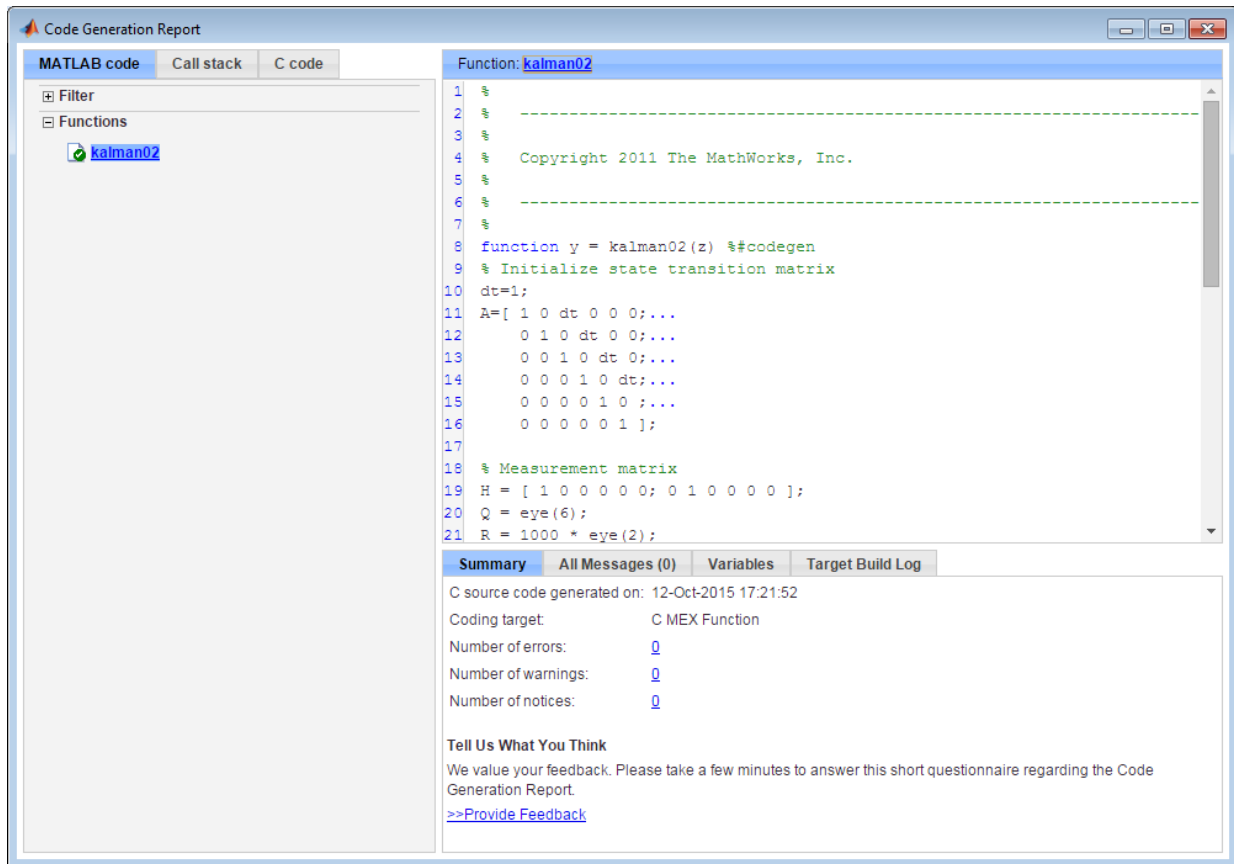 Code Generation Report
MATLAB code Call stack C code
Filter
Functions
kalman02
Function: kalman02
1 %
2 % --------------------------------------------------------------------
3 %
4 % Copyright 2011 The MathWorks, Inc.
5 %
6 % --------------------------------------------------------------------
7 %
8 function y = kalman02(z) %#codegen
9 % Initialize state transition matrix
10 dt=1;
11 A=[ 1 0 dt 0 0 0;...
12 0 1 0 dt 0 0;...
13 0 0 1 0 dt 0;...
14 0 0 0 1 0 dt;...
15 0 0 0 0 1 0 ;...
16 0 0 0 0 0 1 ];
17
18 % Measurement matrix
19 H = [ 1 0 0 0 0 0; 0 1 0 0 0 0 ];
20 Q = eye(6);
21 R = 1000 * eye(2);
Summary All Messages (0) Variables Target Build Log
C source code generated on: 12-Oct-2015 17:21:52
Coding target: C MEX Function
Number of errors: 0
Number of warnings: 0
Number of notices: 0
Tell Us What You Think
We value your feedback. Please take a few minutes to answer this short questionnaire regarding the Code
Generation Report.
>>Provide Feedback